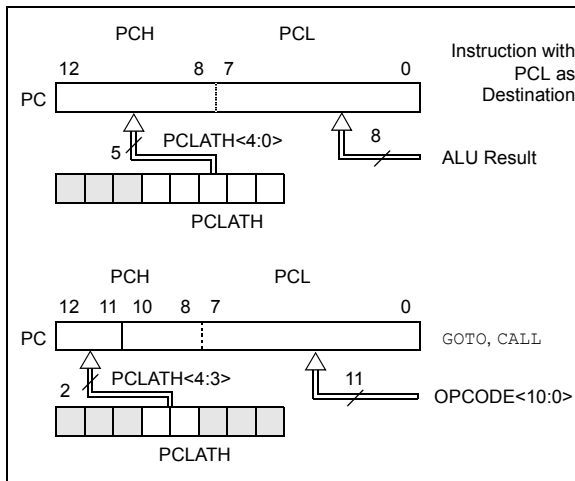 PCH PCL
12 8 7 0
Instruction with
PCL as
Destination
PC
5 PCLATH<4:0> 8
ALU Result
PCLATH
PCH PCL
12 11 10 8 7 0
PC
GOTO, CALL
2 PCLATH<4:3> 11
OPCODE<10:0>
PCLATH